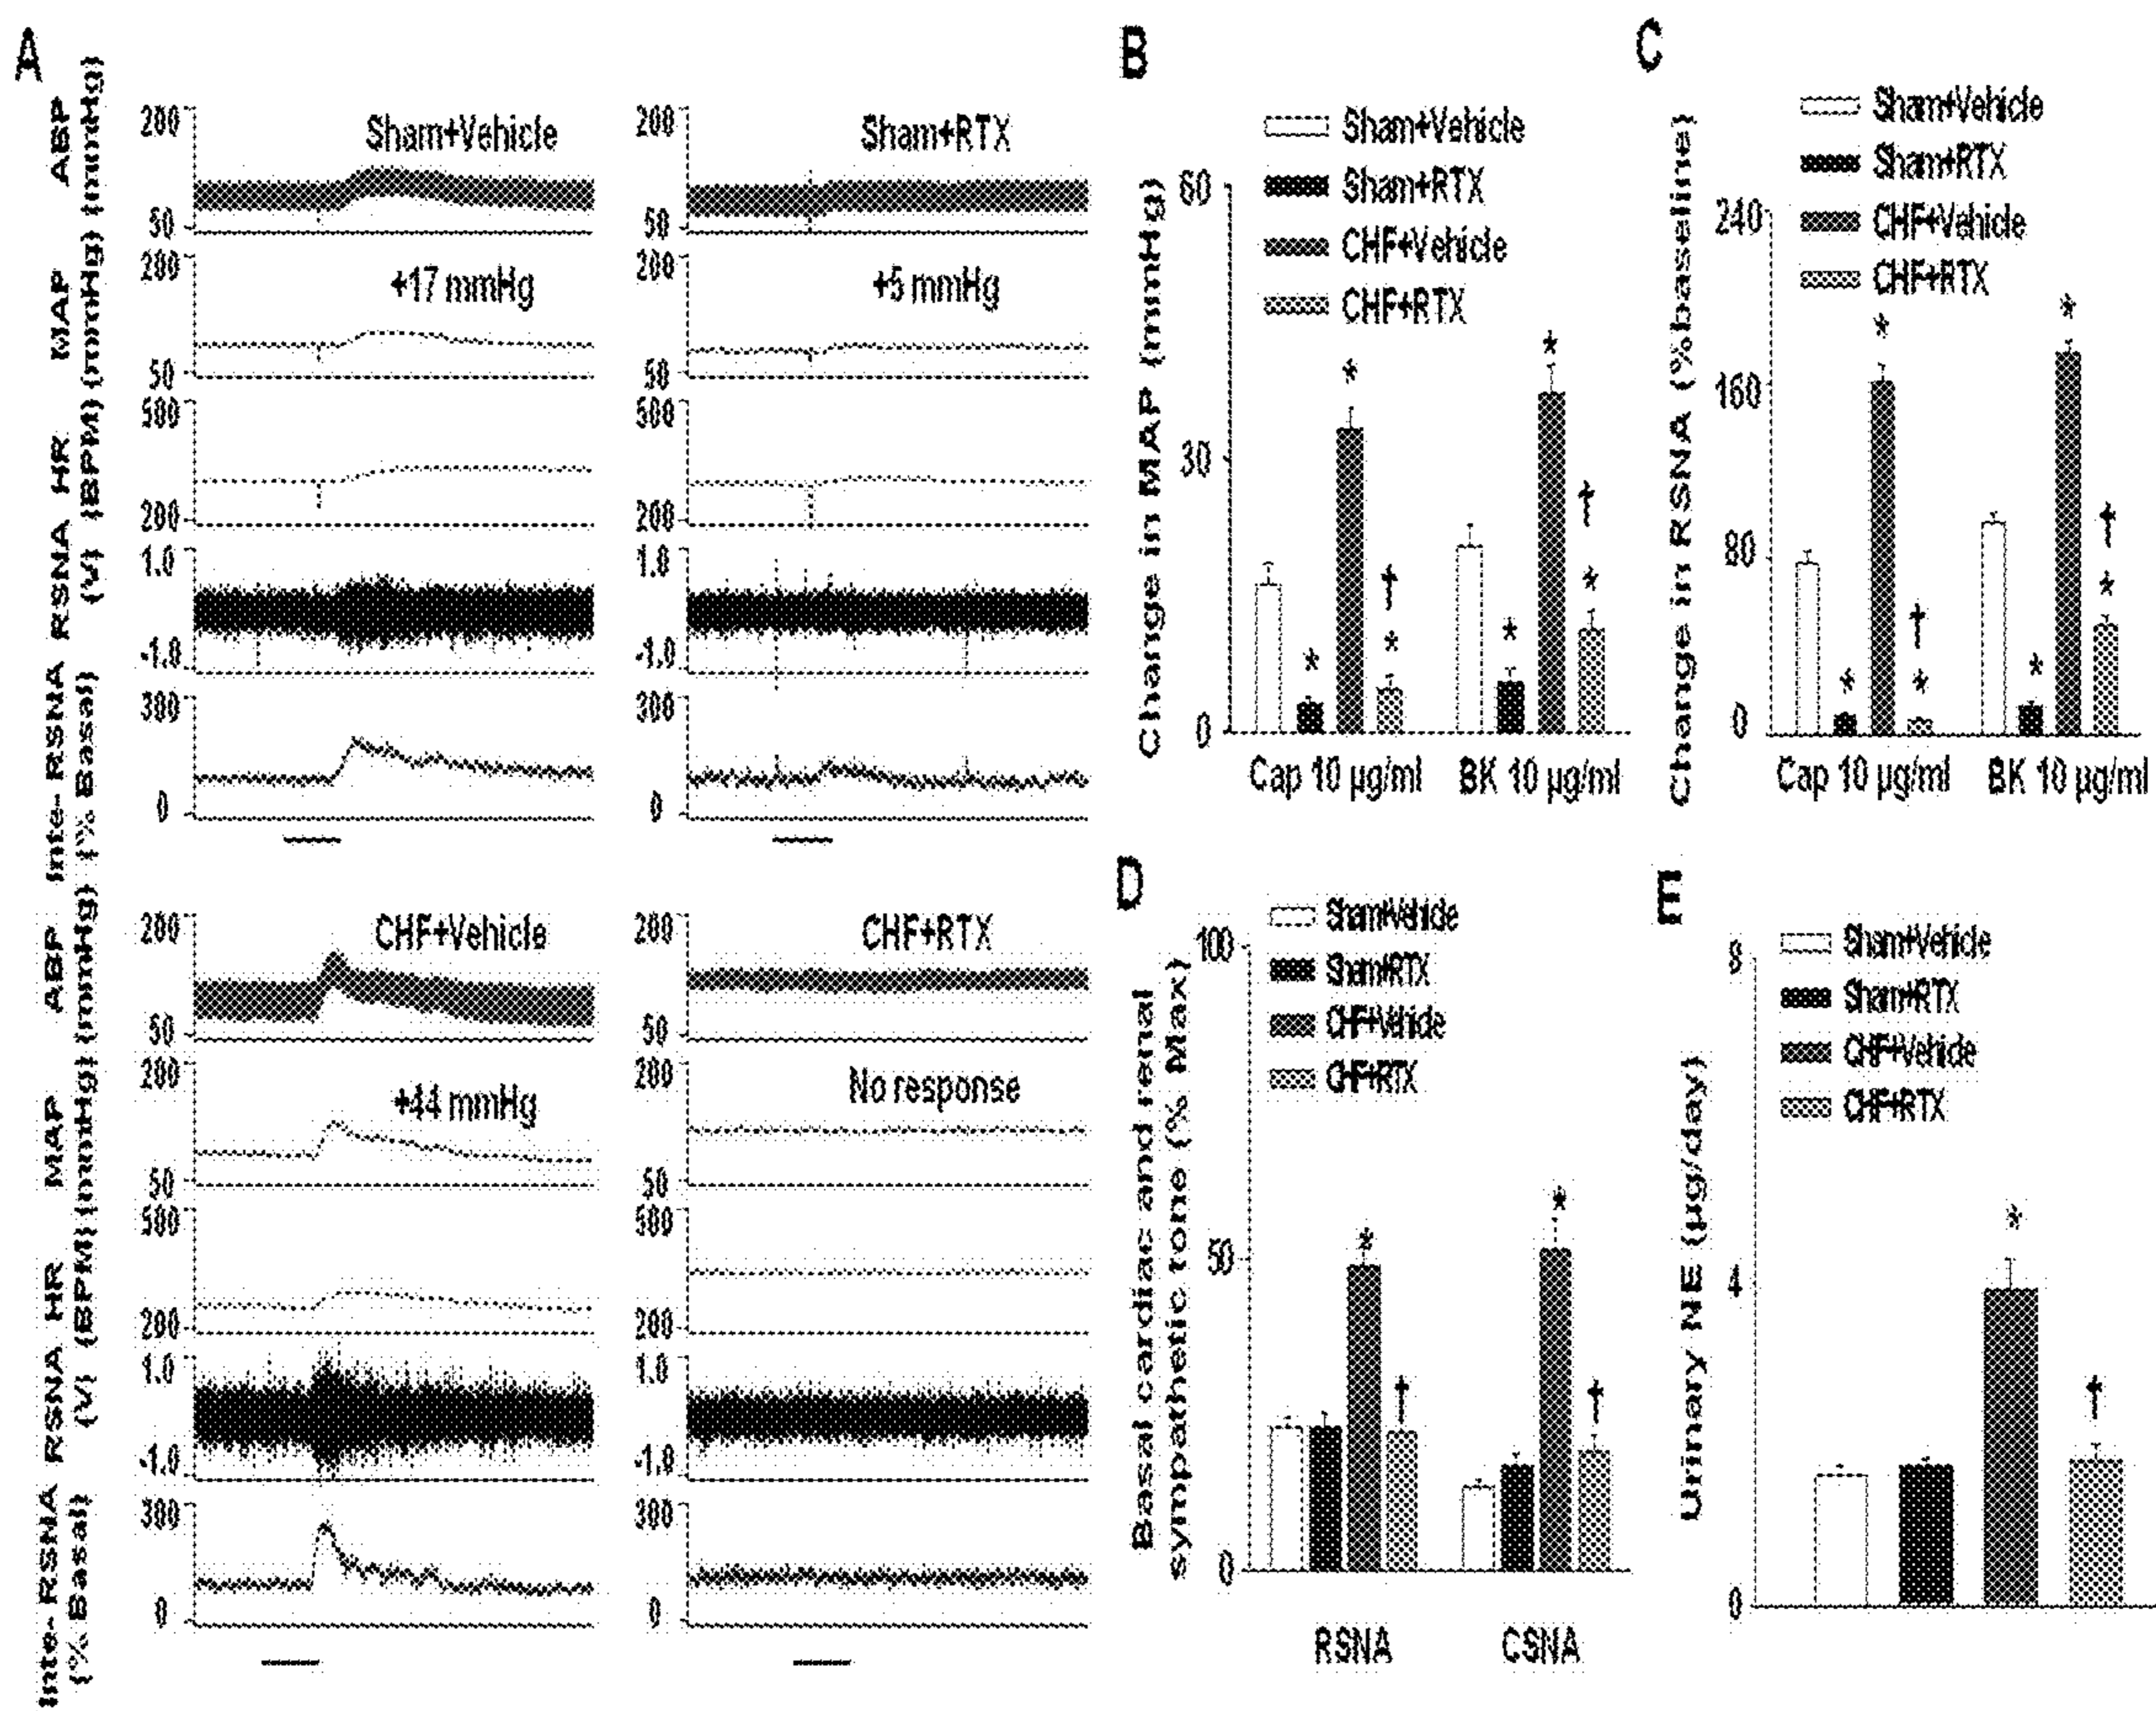 A
ABP (mmHg)
MAP (mmHg)
HR (BPM)
RSNA (V)
Inte- RSNA (% Basal)
200
Sham+Vehicle
50
200
+17 mmHg
50
500
200
1.0
-1.0
300
0
200
Sham+RTX
50
200
+5 mmHg
50
500
200
1.0
-1.0
300
0
ABP (mmHg)
MAP (mmHg)
HR (BPM)
RSNA (V)
Inte- RSNA (% Basal)
200
CHF+Vehicle
50
200
+44 mmHg
50
500
200
1.0
-1.0
300
0
200
CHF+RTX
50
200
No response
50
500
200
1.0
-1.0
300
0
B
Sham+Vehicle
Sham+RTX
CHF+Vehicle
CHF+RTX
Change in MAP (mmHg)
60
30
0
* * * † *
* * † *
Cap 10 µg/ml BK 10 µg/ml
C
Sham+Vehicle
Sham+RTX
CHF+Vehicle
CHF+RTX
Change in RSNA (%baseline)
240
160
80
0
* * † *
* * † *
Cap 10 µg/ml BK 10 µg/ml
D
Sham+Vehicle
Sham+RTX
CHF+Vehicle
CHF+RTX
Basal cardiac and renal
sympathetic tone (% Max)
100
50
0
* † * †
RSNA CSNA
E
Sham+Vehicle
Sham+RTX
CHF+Vehicle
CHF+RTX
Urinary NE (µg/day)
8
4
0
* †